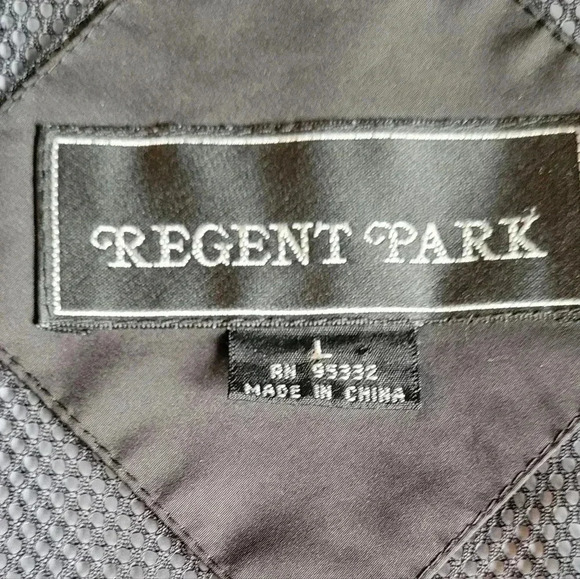 REGENT PARK
L
RN 95332
MADE IN CHINA